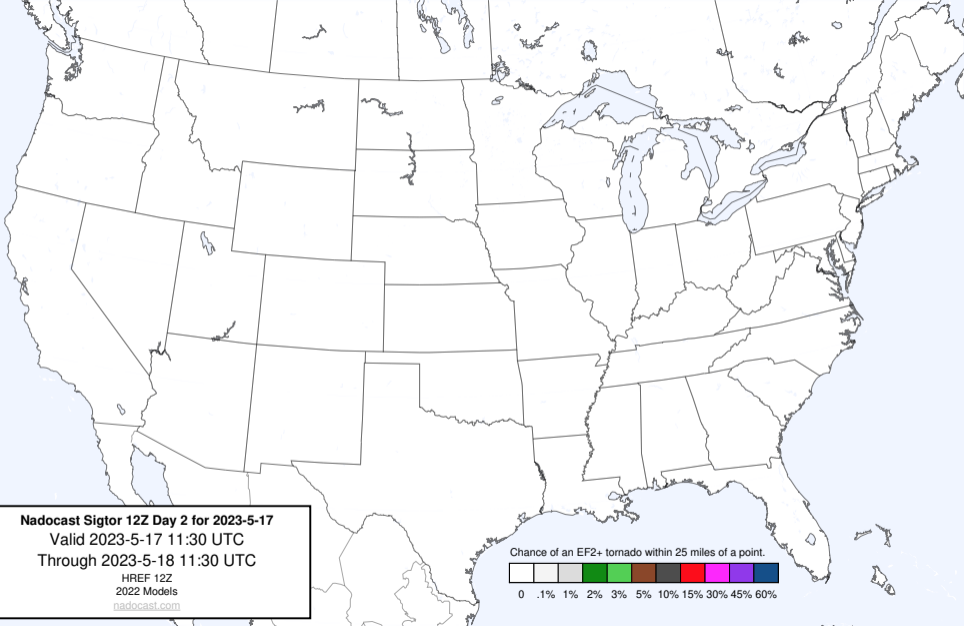 Nadocast Sigtor 12Z Day 2 for 2023-5-17
Valid 2023-5-17 11:30 UTC
Through 2023-5-18 11:30 UTC
HREF 12Z
2022 Models
nadocast.com
Chance of an EF2+ tornado within 25 miles of a point.
0 .1% 1% 2% 3% 5% 10% 15% 30% 45% 60%